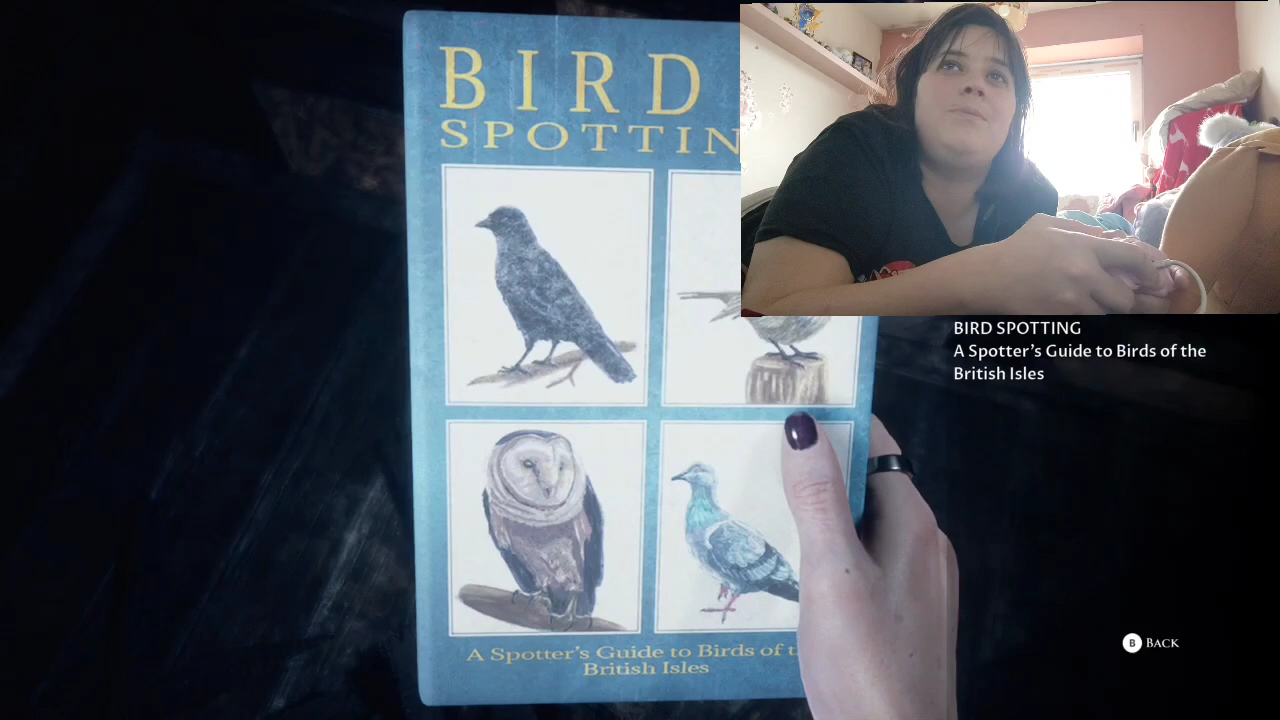 BIRD
SPOTTIN
A Spotter's Guide to Birds of t
British Isles
BIRD SPOTTING
A Spotter's Guide to Birds of the
British Isles
B BACK